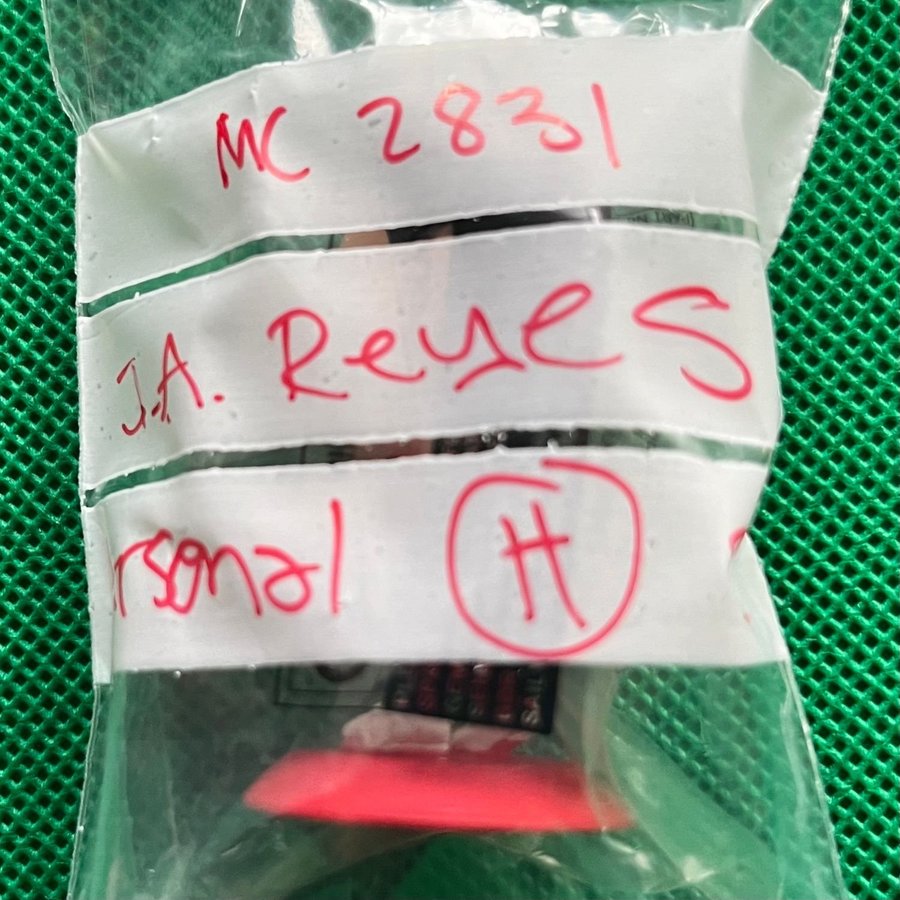 MC 2831
J.A. Reyes
rsonal H